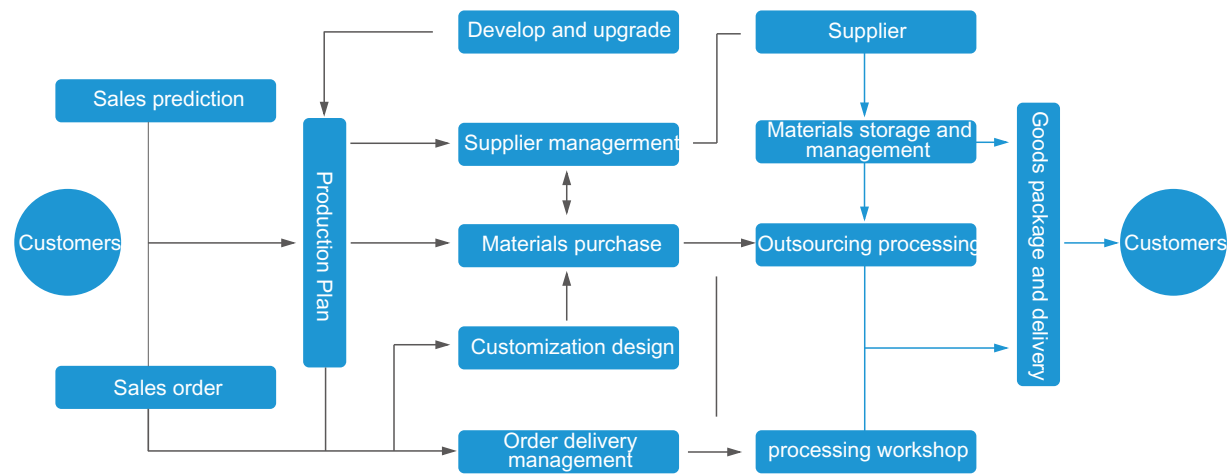 Develop and upgrade
Supplier
Sales prediction
Supplier managerment
Materials storage and
management
Goods package and delivery
Production Plan
Customers
Materials purchase
Outsourcing processing
Customers
Customization design
Sales order
Order delivery
management
processing workshop